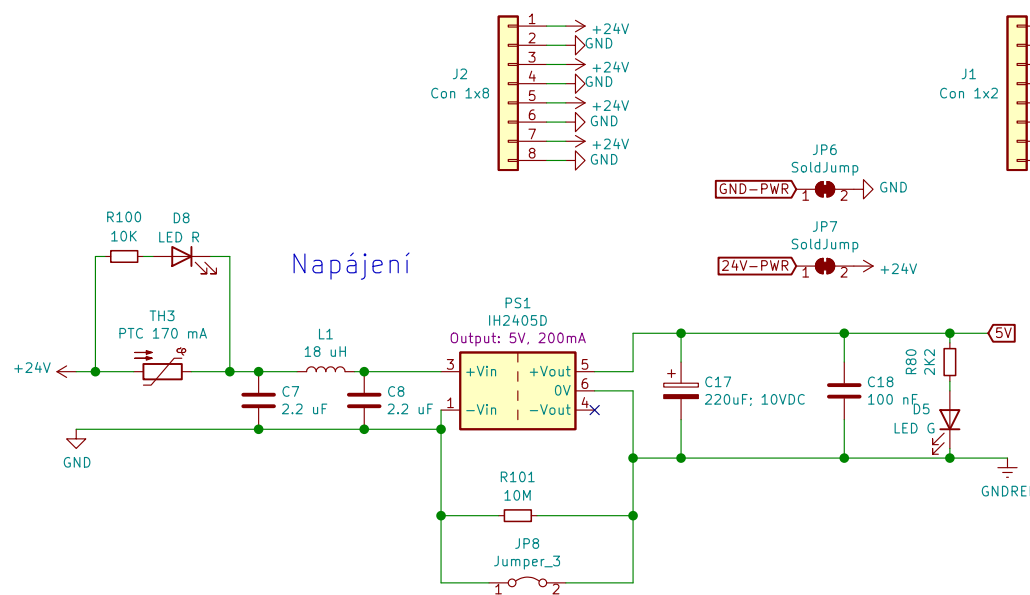 J2
Con 1x8
1
+24V
2
GND
3
+24V
4
GND
5
+24V
6
GND
7
+24V
8
GND
J1
Con 1x2
JP6
SoldJump
GND-PWR
1
2
GND
JP7
SoldJump
24V-PWR
1
2
+24V
R100
10K
D8
LED R
Napájení
TH3
PTC 170 mA
+24V
L1
18 uH
C7
2.2 uF
C8
2.2 uF
GND
PS1
IH2405D
Output: 5V, 200mA
3
+Vin
1
-Vin
+Vout
5
0V
6
-Vout
4
+
C17
220uF; 10VDC
C18
100 nF
R80
2K2
5V
D5
LED G
GNDRE
R101
10M
JP8
Jumper_3
1
2